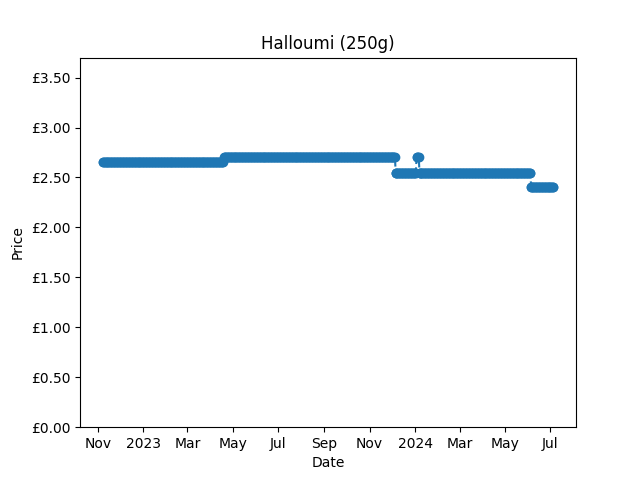 Halloumi (250g)
£3.50
£3.00
£2.50
£2.00
£1.50
£1.00
£0.50
£0.00
Price
Nov 2023 Mar May Jul Sep Nov 2024 Mar May Jul
Date